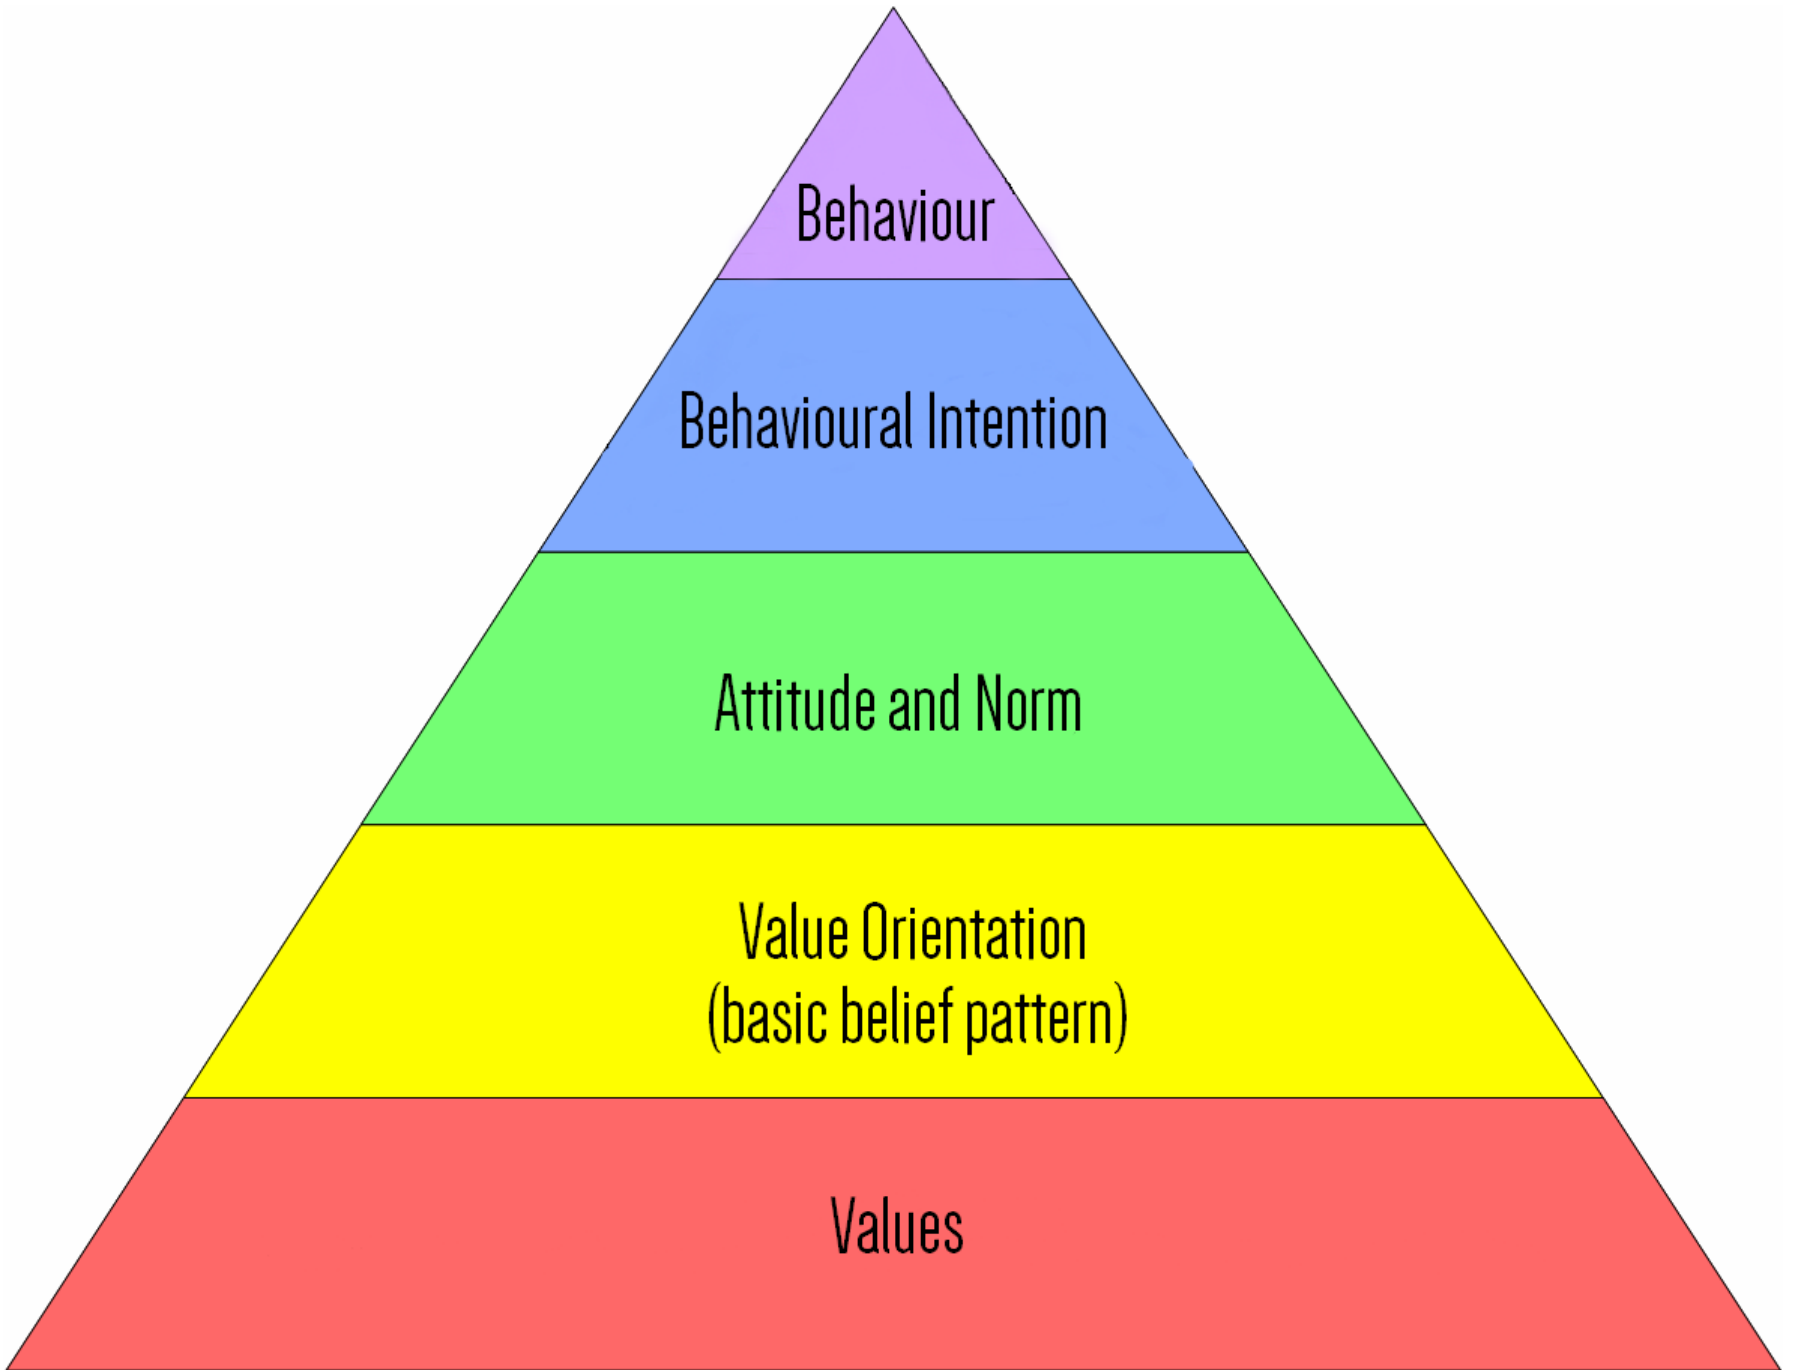 Behaviour
Behavioural Intention
Attitude and Norm
Value Orientation
(basic belief pattern)
Values